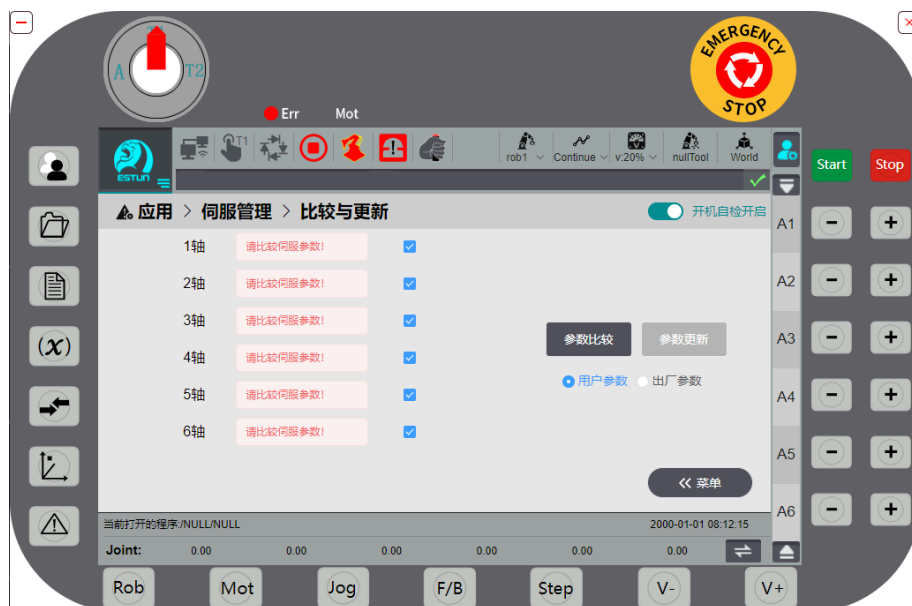 A
T2
EMERGENCY
STOP
Err Mot
T1
ESTUN
rob1 Continue v:20% nullTool World
Start Stop
应用 > 伺服管理 > 比较与更新
开机自检开启
A1
1轴 请比较伺服参数!
2轴 请比较伺服参数!
A2
3轴 请比较伺服参数!
参数比较 参数更新
A3
4轴 请比较伺服参数!
用户参数 出厂参数
5轴 请比较伺服参数!
A4
6轴 请比较伺服参数!
(x)
A5
菜单
A6
当前打开的程序:/NULL/NULL 2000-01-01 08:12:15
Joint: 0.00 0.00 0.00 0.00 0.00 0.00
Rob Mot Jog F/B Step V- V+